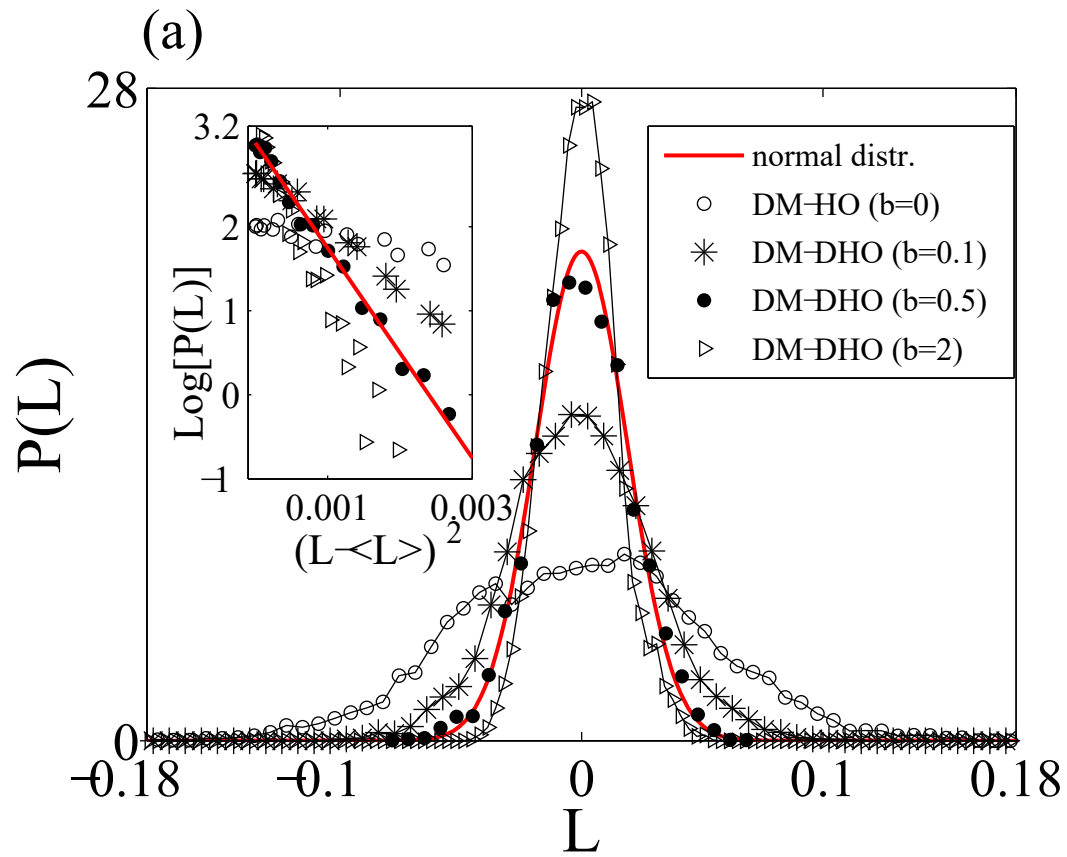 (a)
28
3.2
2
1
0
−1
Log[P(L)]
0.001
0.003
(L−<L>)²
normal distr.
DM−HO (b=0)
DM−DHO (b=0.1)
DM−DHO (b=0.5)
DM−DHO (b=2)
P(L)
0
−0.18
−0.1
0
0.1
0.18
L